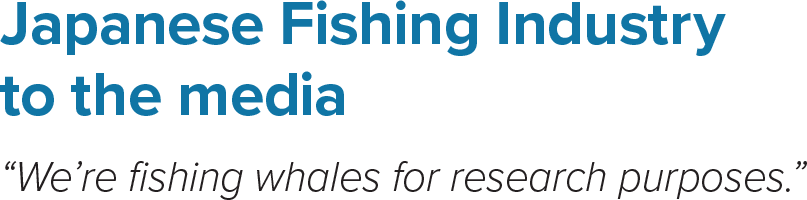 Japanese Fishing Industry
to the media
“We’re fishing whales for research purposes.”